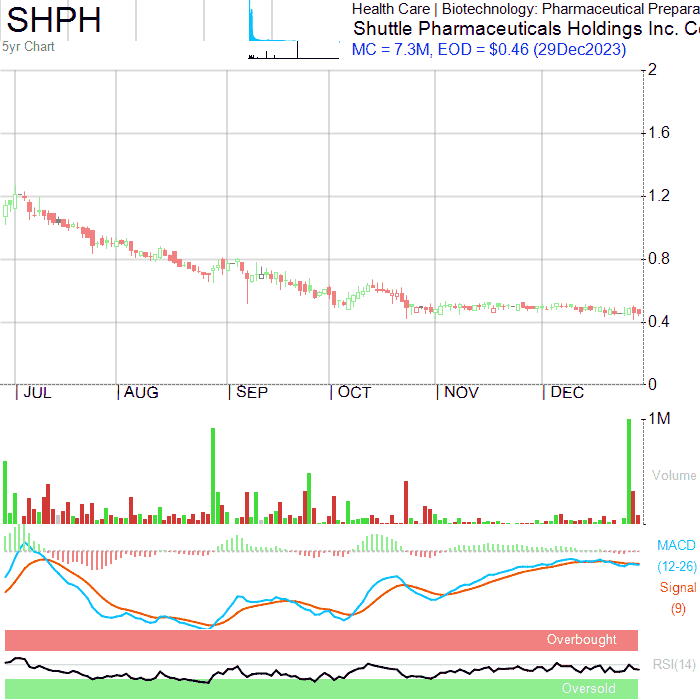 SHPH
5yr Chart
Health Care | Biotechnology: Pharmaceutical Prepara
Shuttle Pharmaceuticals Holdings Inc. Co
MC = 7.3M, EOD = $0.46 (29Dec2023)
2
1.6
1.2
0.8
0.4
0
JUL AUG SEP OCT NOV DEC
1M
Volume
MACD
(12-26)
Signal
(9)
Overbought
RSI(14)
Oversold